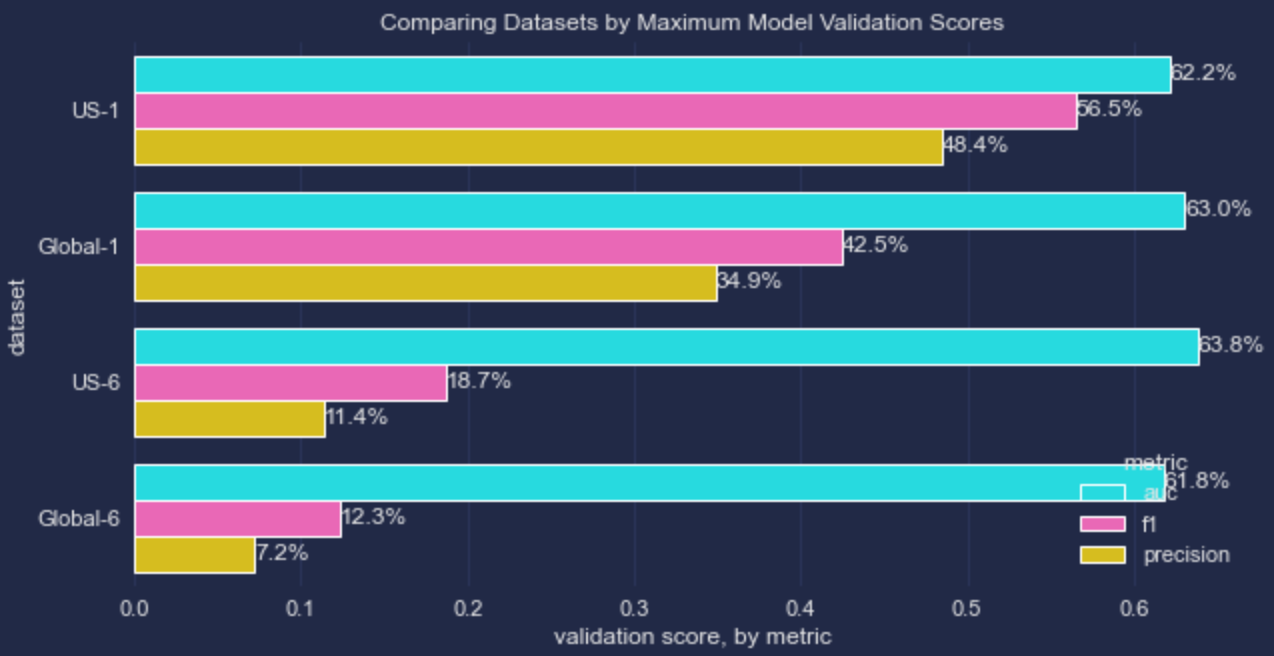 Comparing Datasets by Maximum Model Validation Scores
dataset
US-1
62.2%
56.5%
48.4%
Global-1
63.0%
42.5%
34.9%
US-6
63.8%
18.7%
11.4%
Global-6
61.8%
12.3%
7.2%
metric
auc
f1
precision
0.0 0.1 0.2 0.3 0.4 0.5 0.6
validation score, by metric